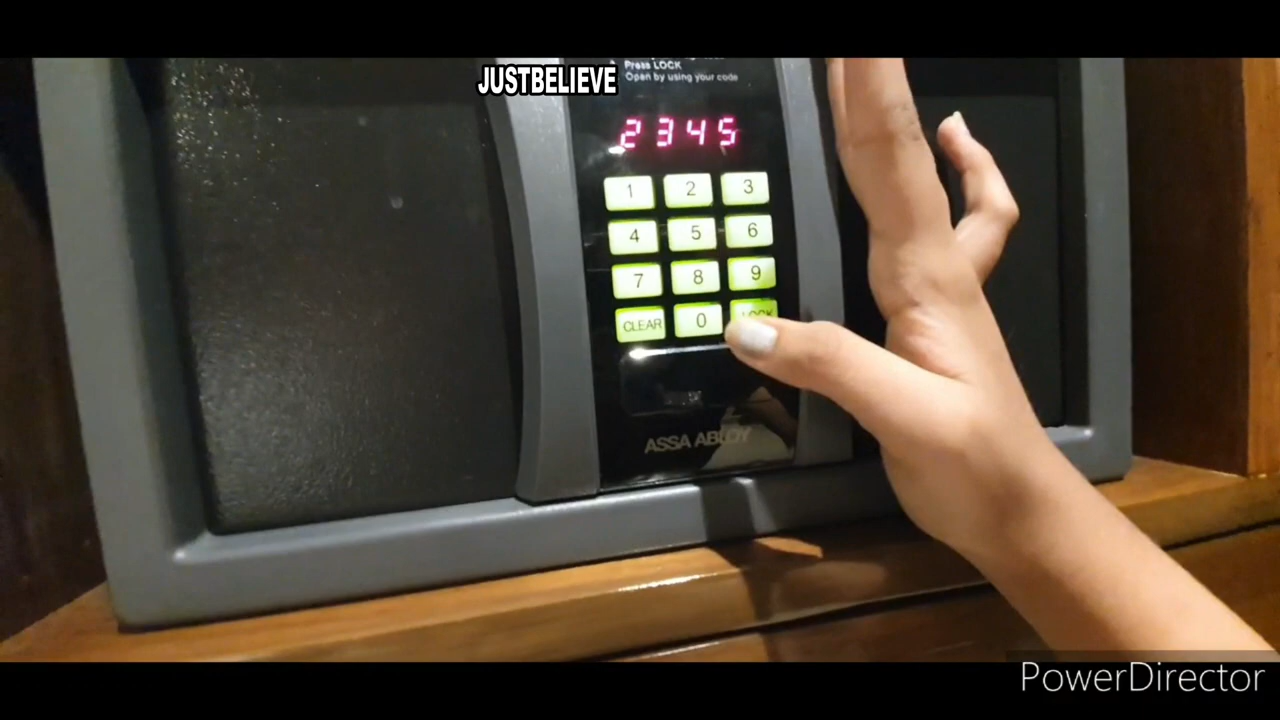 JUSTBELIEVE
Press LOCK
Open by using your code
2345
1 2 3
4 5 6
7 8 9
CLEAR 0 LOCK
ASSA ABLOY
PowerDirector